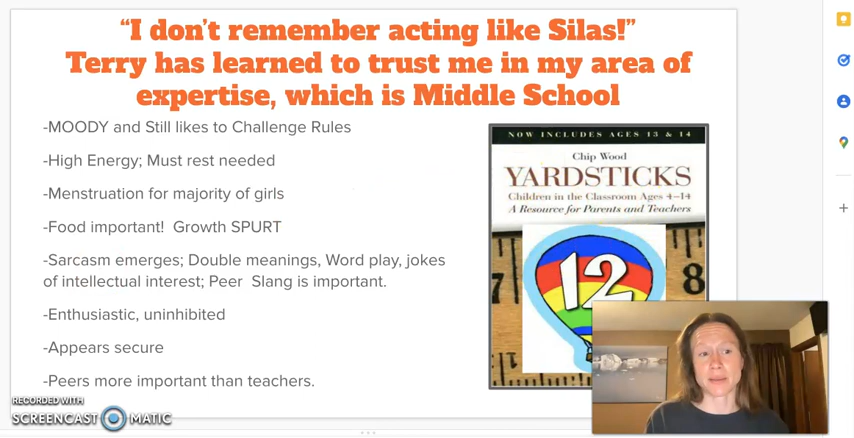 “I don’t remember acting like Silas!”
Terry has learned to trust me in my area of
expertise, which is Middle School
-MOODY and Still likes to Challenge Rules
-High Energy; Must rest needed
-Menstruation for majority of girls
-Food important!  Growth SPURT
-Sarcasm emerges; Double meanings, Word play, jokes
of intellectual interest; Peer  Slang is important.
-Enthusiastic, uninhibited
-Appears secure
-Peers more important than teachers.
NOW INCLUDES AGES 13 & 14
Chip Wood
YARDSTICKS
Children in the Classroom Ages 4–14
A Resource for Parents and Teachers
12
7
8
RECORDED WITH
SCREENCAST MATIC